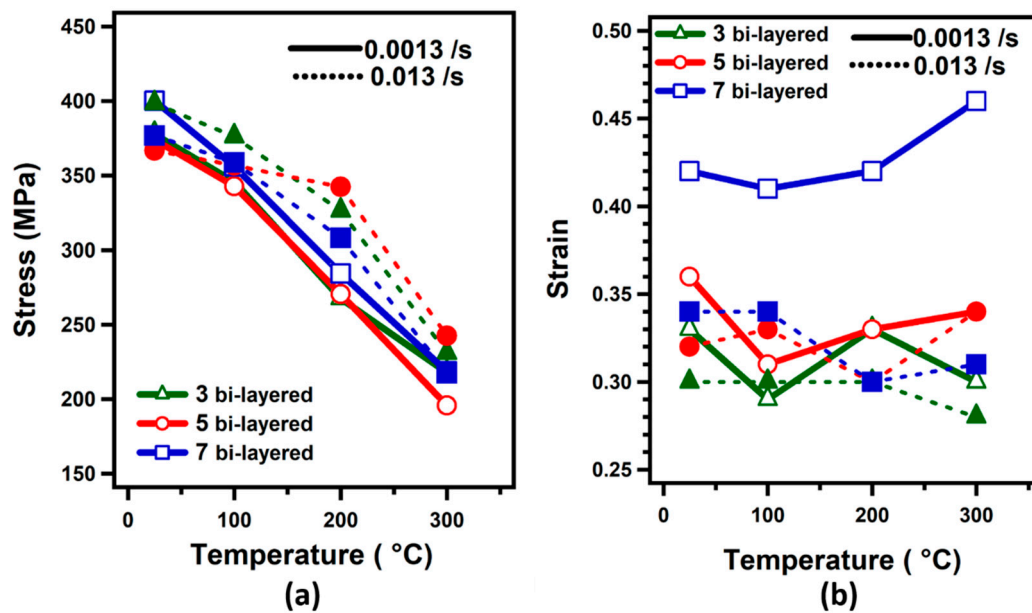 450
400
350
300
250
200
150
Stress (MPa)
0.0013 /s
0.013 /s
3 bi-layered
5 bi-layered
7 bi-layered
0 100 200 300
Temperature ( °C)
(a)
0.50
0.45
0.40
0.35
0.30
0.25
Strain
3 bi-layered
5 bi-layered
7 bi-layered
0.0013 /s
0.013 /s
0 100 200 300
Temperature ( °C)
(b)